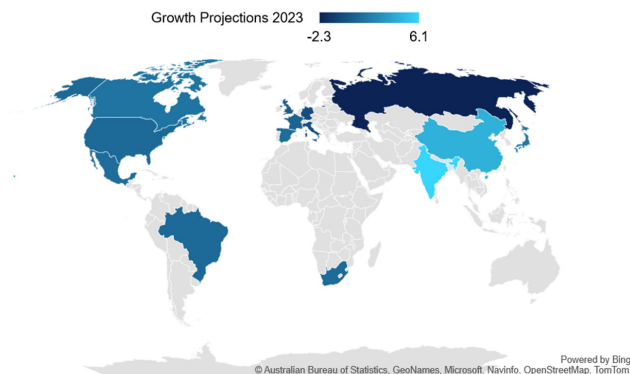 Growth Projections 2023
-2.3 6.1
Powered by Bing
© Australian Bureau of Statistics, GeoNames, Microsoft, Navinfo, OpenStreetMap, TomTom